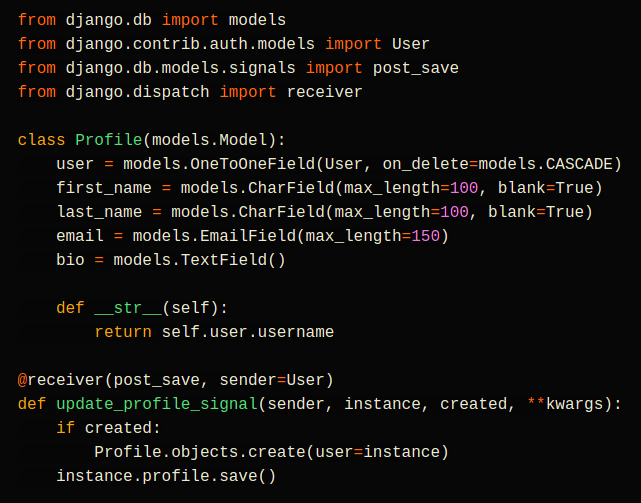 from django.db import models
from django.contrib.auth.models import User
from django.db.models.signals import post_save
from django.dispatch import receiver

class Profile(models.Model):
    user = models.OneToOneField(User, on_delete=models.CASCADE)
    first_name = models.CharField(max_length=100, blank=True)
    last_name = models.CharField(max_length=100, blank=True)
    email = models.EmailField(max_length=150)
    bio = models.TextField()

    def __str__(self):
        return self.user.username

@receiver(post_save, sender=User)
def update_profile_signal(sender, instance, created, **kwargs):
    if created:
        Profile.objects.create(user=instance)
    instance.profile.save()